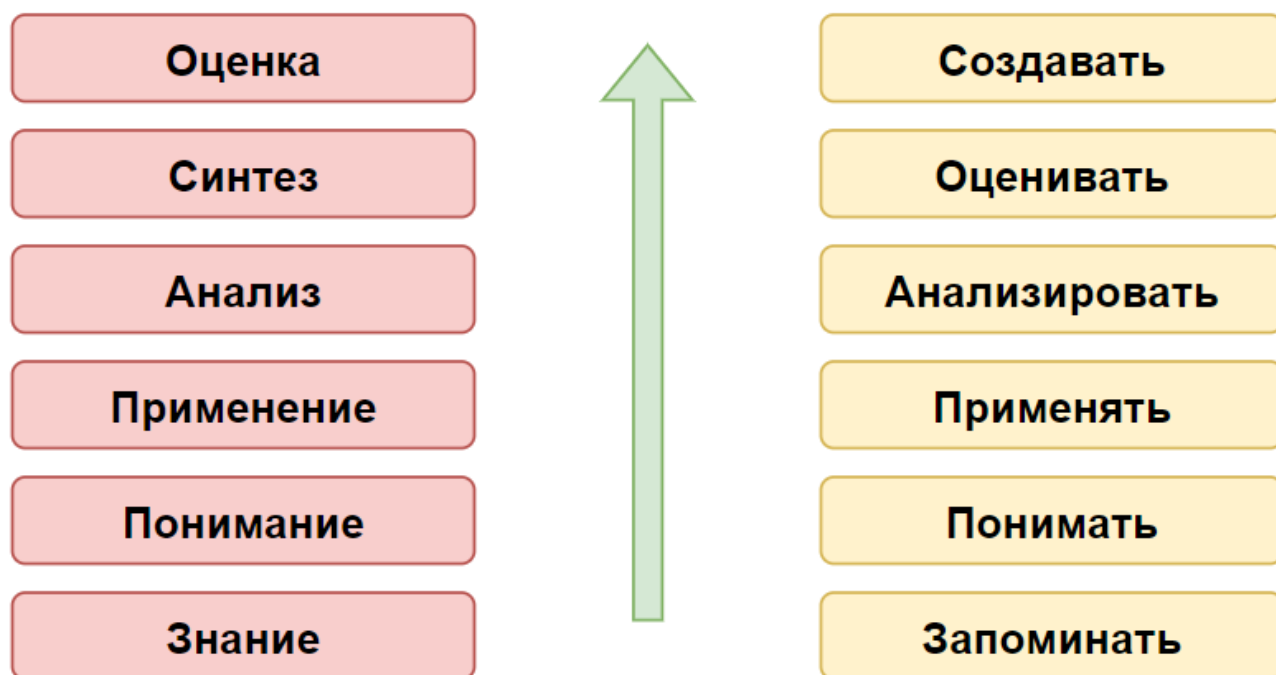 Оценка
Создавать
Синтез
Оценивать
Анализ
Анализировать
Применение
Применять
Понимание
Понимать
Знание
Запоминать